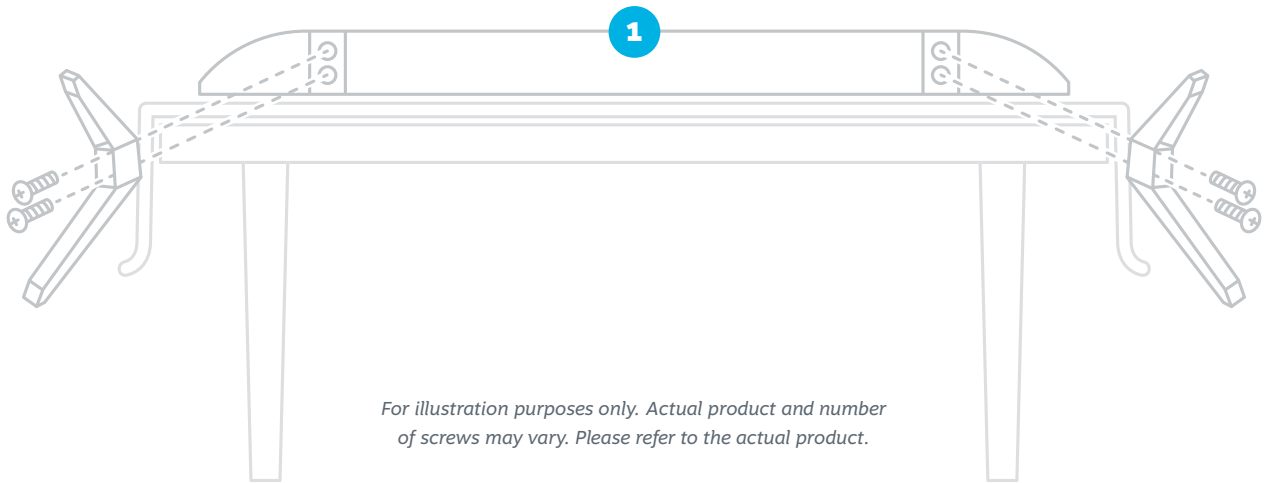 1
For illustration purposes only. Actual product and number
of screws may vary. Please refer to the actual product.